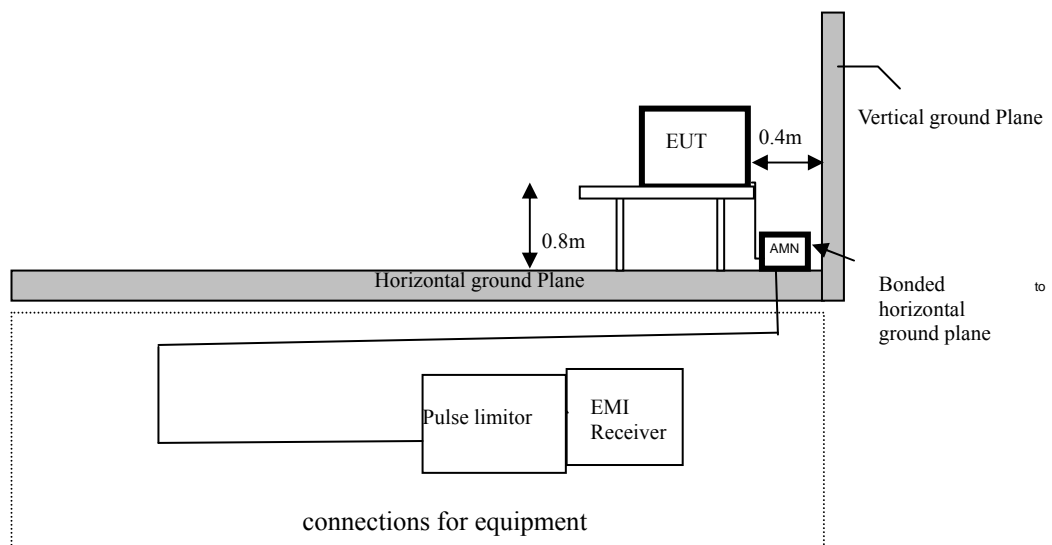 EUT
0.4m
Vertical ground Plane
0.8m
AMN
Horizontal ground Plane
Bonded to
horizontal
ground plane
Pulse limitor
EMI
Receiver
connections for equipment